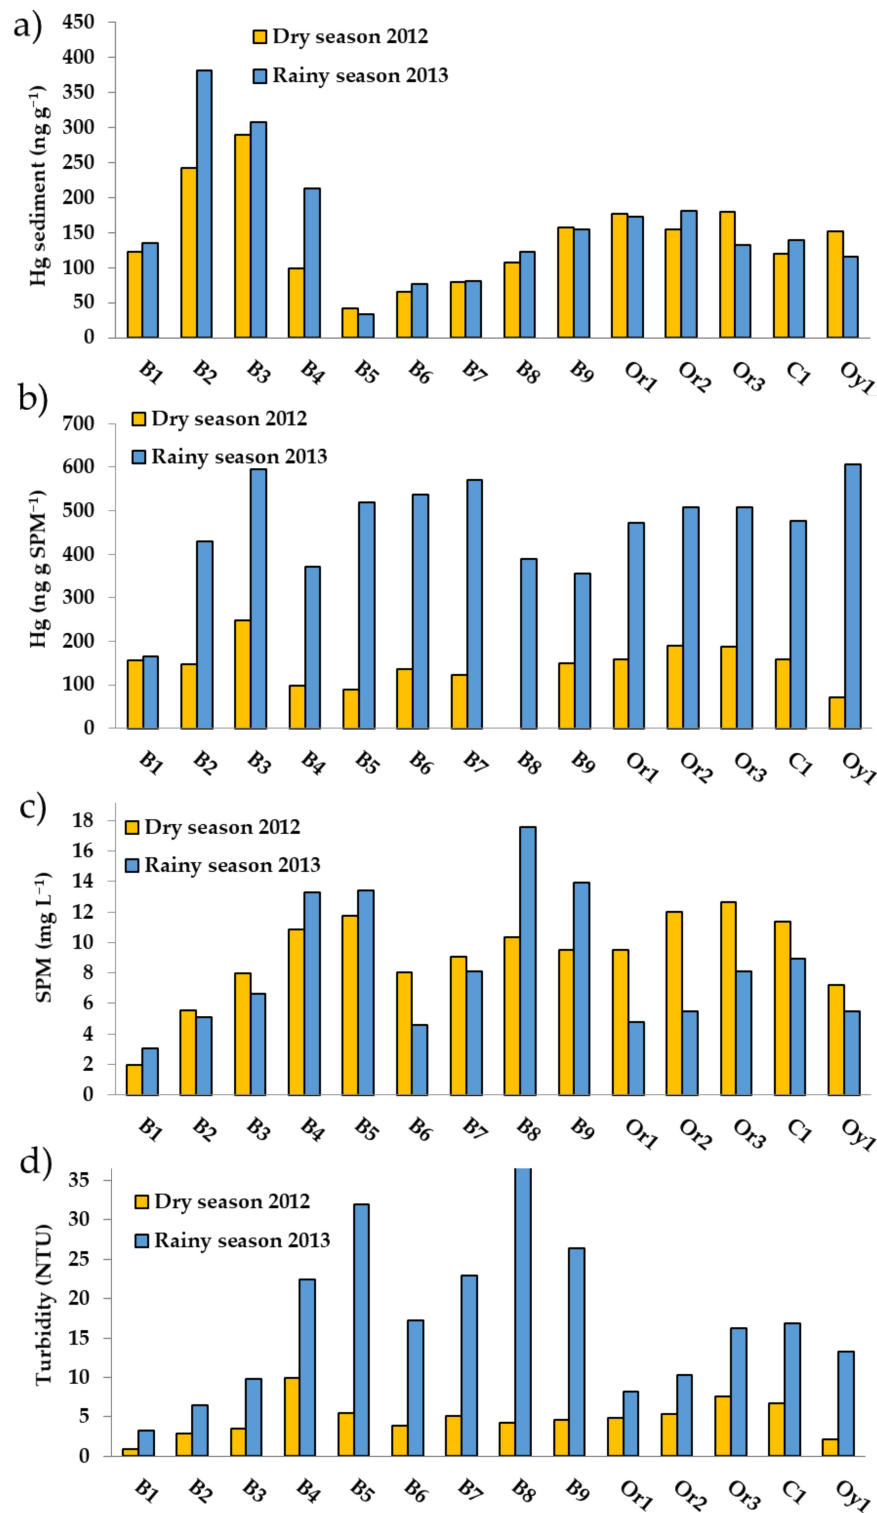 a)
Dry season 2012
Rainy season 2013
Hg sediment (ng g⁻¹)
450
400
350
300
250
200
150
100
50
0
B1 B2 B3 B4 B5 B6 B7 B8 B9 Or1 Or2 Or3 C1 Oy1
b)
Dry season 2012
Rainy season 2013
Hg (ng g SPM⁻¹)
700
600
500
400
300
200
100
0
B1 B2 B3 B4 B5 B6 B7 B8 B9 Or1 Or2 Or3 C1 Oy1
c)
Dry season 2012
Rainy season 2013
SPM (mg L⁻¹)
18
16
14
12
10
8
6
4
2
0
B1 B2 B3 B4 B5 B6 B7 B8 B9 Or1 Or2 Or3 C1 Oy1
d)
Dry season 2012
Rainy season 2013
Turbidity (NTU)
35
30
25
20
15
10
5
0
B1 B2 B3 B4 B5 B6 B7 B8 B9 Or1 Or2 Or3 C1 Oy1